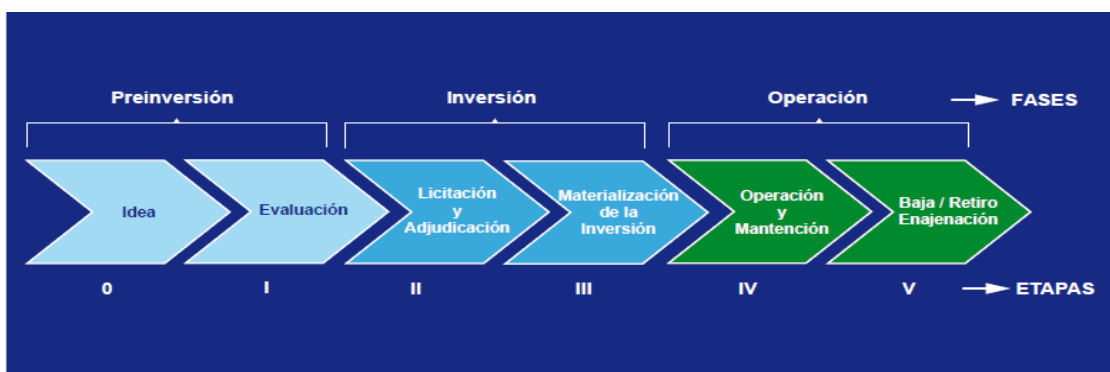 Preinversión
Inversión
Operación
FASES
Idea
Evaluación
Licitación
y
Adjudicación
Materialización
de la
Inversión
Operación
y
Mantención
Baja / Retiro
Enajenación
0
I
II
III
IV
V
ETAPAS